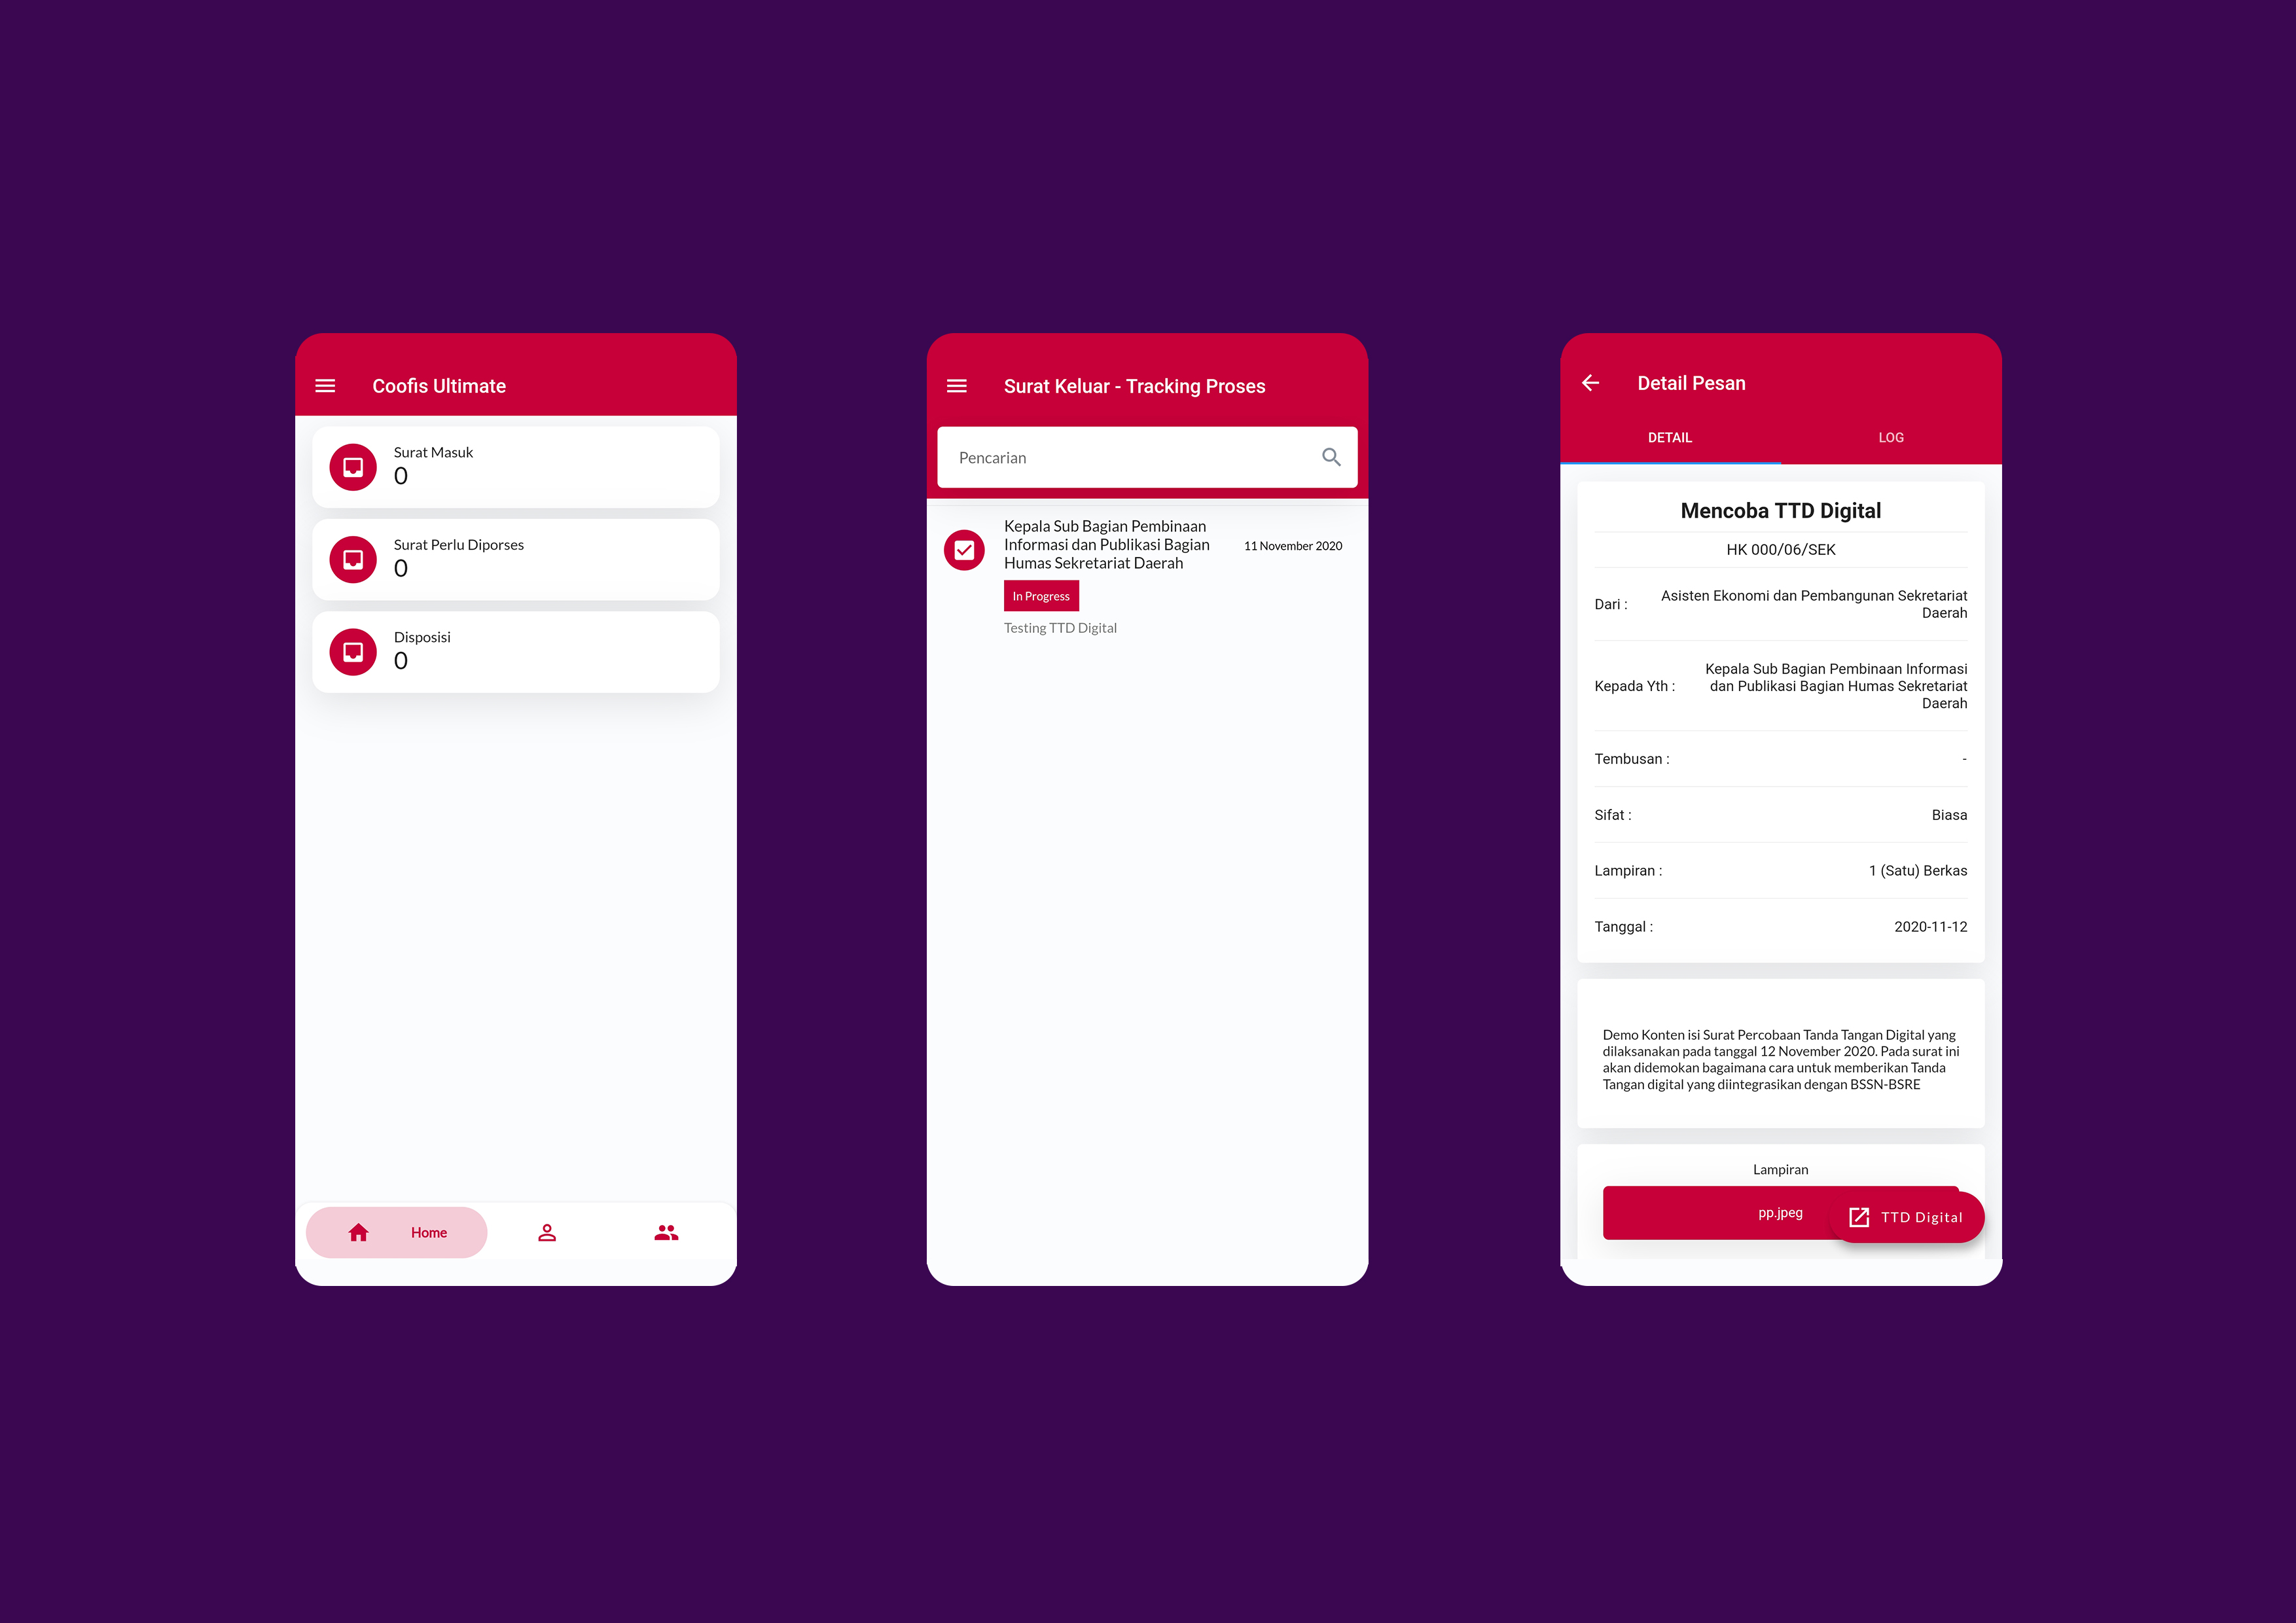 Coofis Ultimate
Surat Masuk
0
Surat Perlu Diporses
0
Disposisi
0
Home
Surat Keluar - Tracking Proses
Pencarian
Kepala Sub Bagian Pembinaan
Informasi dan Publikasi Bagian
Humas Sekretariat Daerah
11 November 2020
In Progress
Testing TTD Digital
Detail Pesan
DETAIL
LOG
Mencoba TTD Digital
HK 000/06/SEK
Dari :
Asisten Ekonomi dan Pembangunan Sekretariat
Daerah
Kepada Yth :
Kepala Sub Bagian Pembinaan Informasi
dan Publikasi Bagian Humas Sekretariat
Daerah
Tembusan :
-
Sifat :
Biasa
Lampiran :
1 (Satu) Berkas
Tanggal :
2020-11-12
Demo Konten isi Surat Percobaan Tanda Tangan Digital yang
dilaksanakan pada tanggal 12 November 2020. Pada surat ini
akan didemokan bagaimana cara untuk memberikan Tanda
Tangan digital yang diintegrasikan dengan BSSN-BSRE
Lampiran
pp.jpeg
TTD Digital